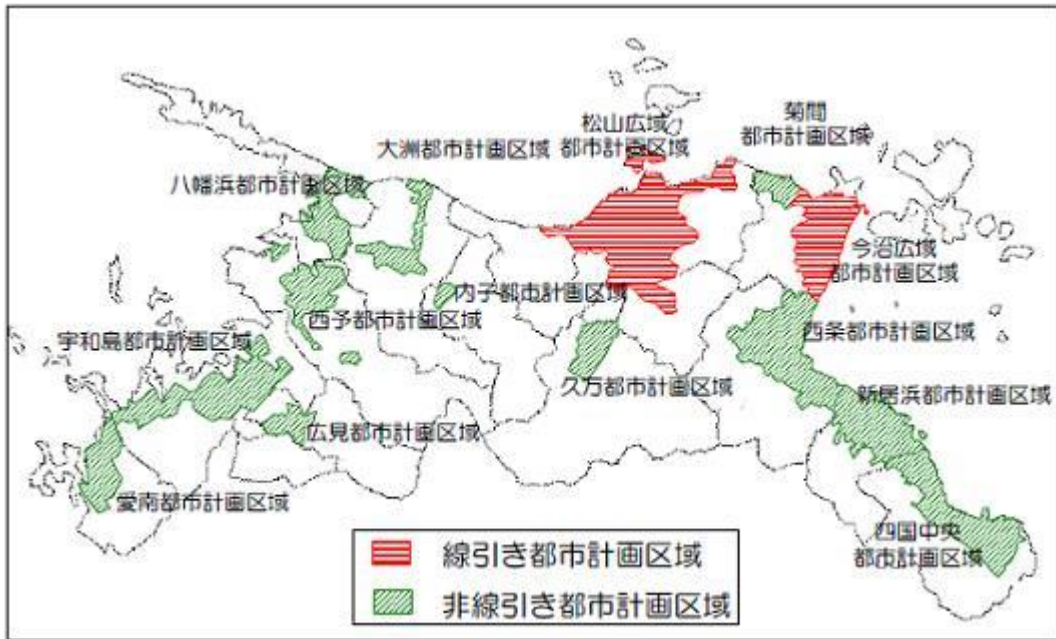 菊間
都市計画区域
松山広域
都市計画区域
大洲都市計画区域
八幡浜都市計画区域
今治広域
都市計画区域
内子都市計画区域
西予都市計画区域
西条都市計画区域
宇和島都市計画区域
久万都市計画区域
新居浜都市計画区域
広見都市計画区域
愛南都市計画区域
四国中央
都市計画区域
線引き都市計画区域
非線引き都市計画区域